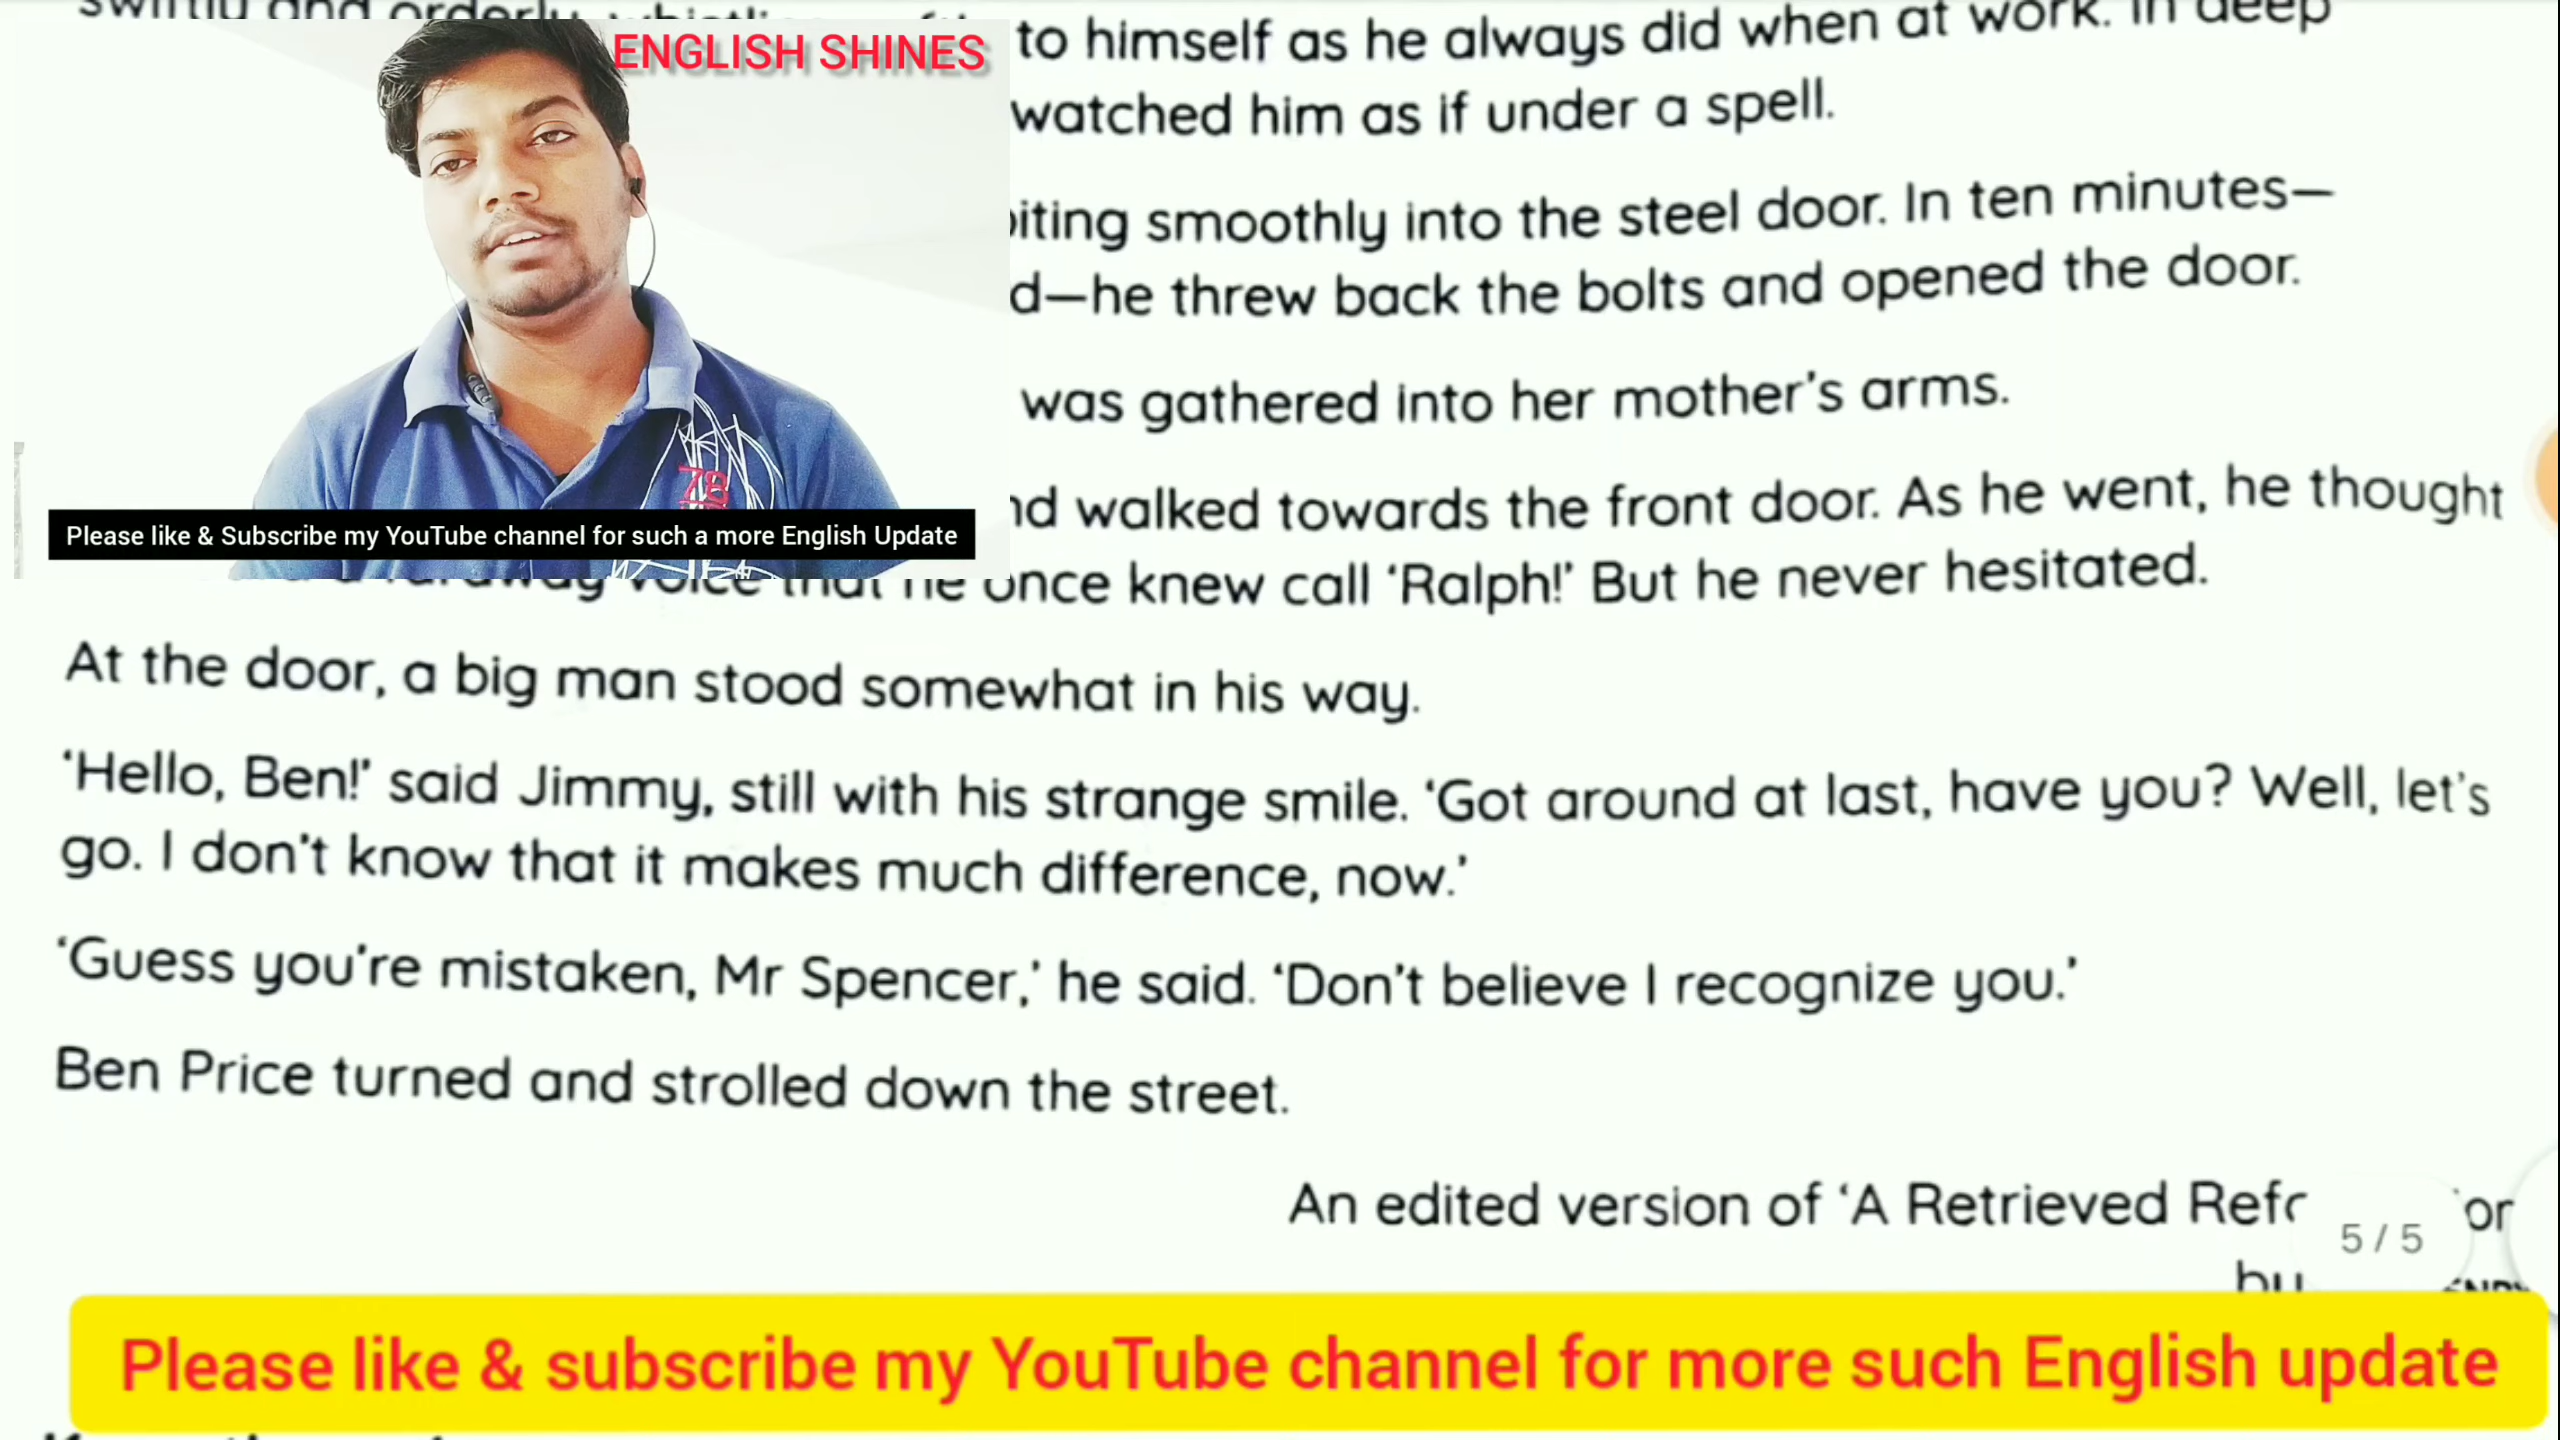 to himself as he always did when at work. In deep
ENGLISH SHINES
watched him as if under a spell.
smoothly into the steel door. In ten minutes—
—he threw back the bolts and opened the door.
was gathered into her mother's arms.
walked towards the front door. As he went, he thought
Please like & Subscribe my YouTube channel for such a more English Update
voice that he once knew call ‘Ralph!’ But he never hesitated.
At the door, a big man stood somewhat in his way.
‘Hello, Ben!’ said Jimmy, still with his strange smile. ‘Got around at last, have you? Well, let's
go. I don't know that it makes much difference, now.’
‘Guess you're mistaken, Mr Spencer,’ he said. ‘Don't believe I recognize you.’
Ben Price turned and strolled down the street.
An edited version of ‘A Retrieved
5 / 5
by
Please like & subscribe my YouTube channel for more such English update